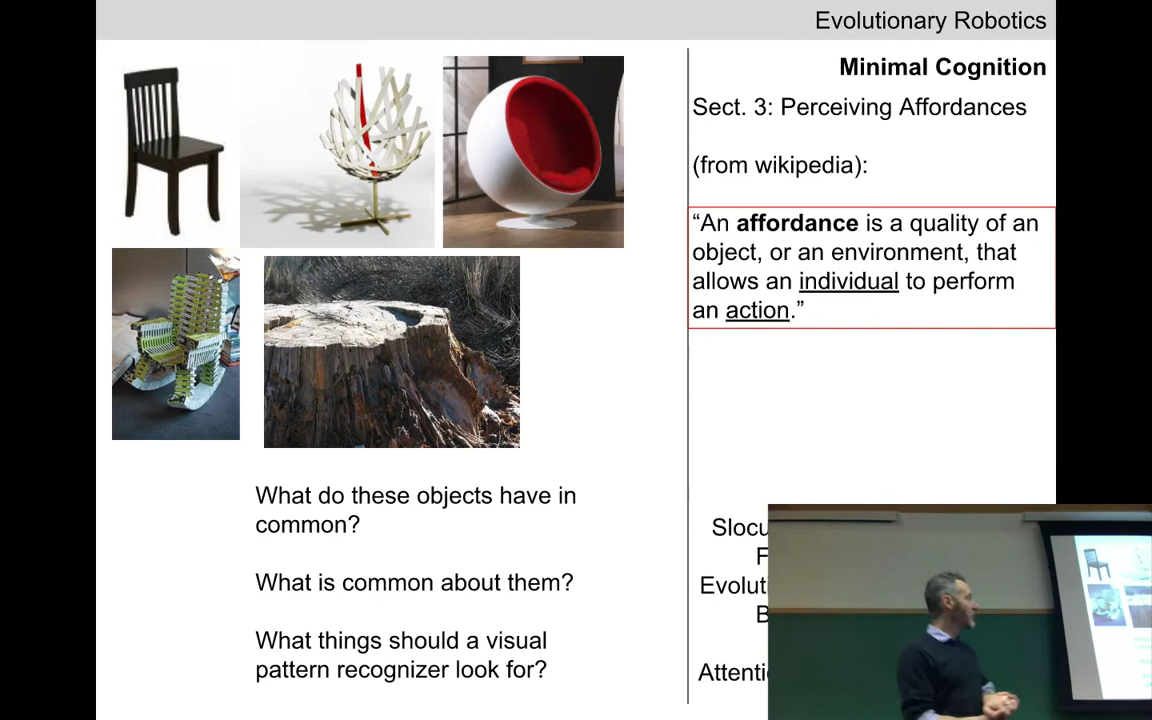 Evolutionary Robotics
Minimal Cognition
Sect. 3: Perceiving Affordances
(from wikipedia):
“An affordance is a quality of an
object, or an environment, that
allows an individual to perform
an action.”
What do these objects have in
common?
What is common about them?
What things should a visual
pattern recognizer look for?